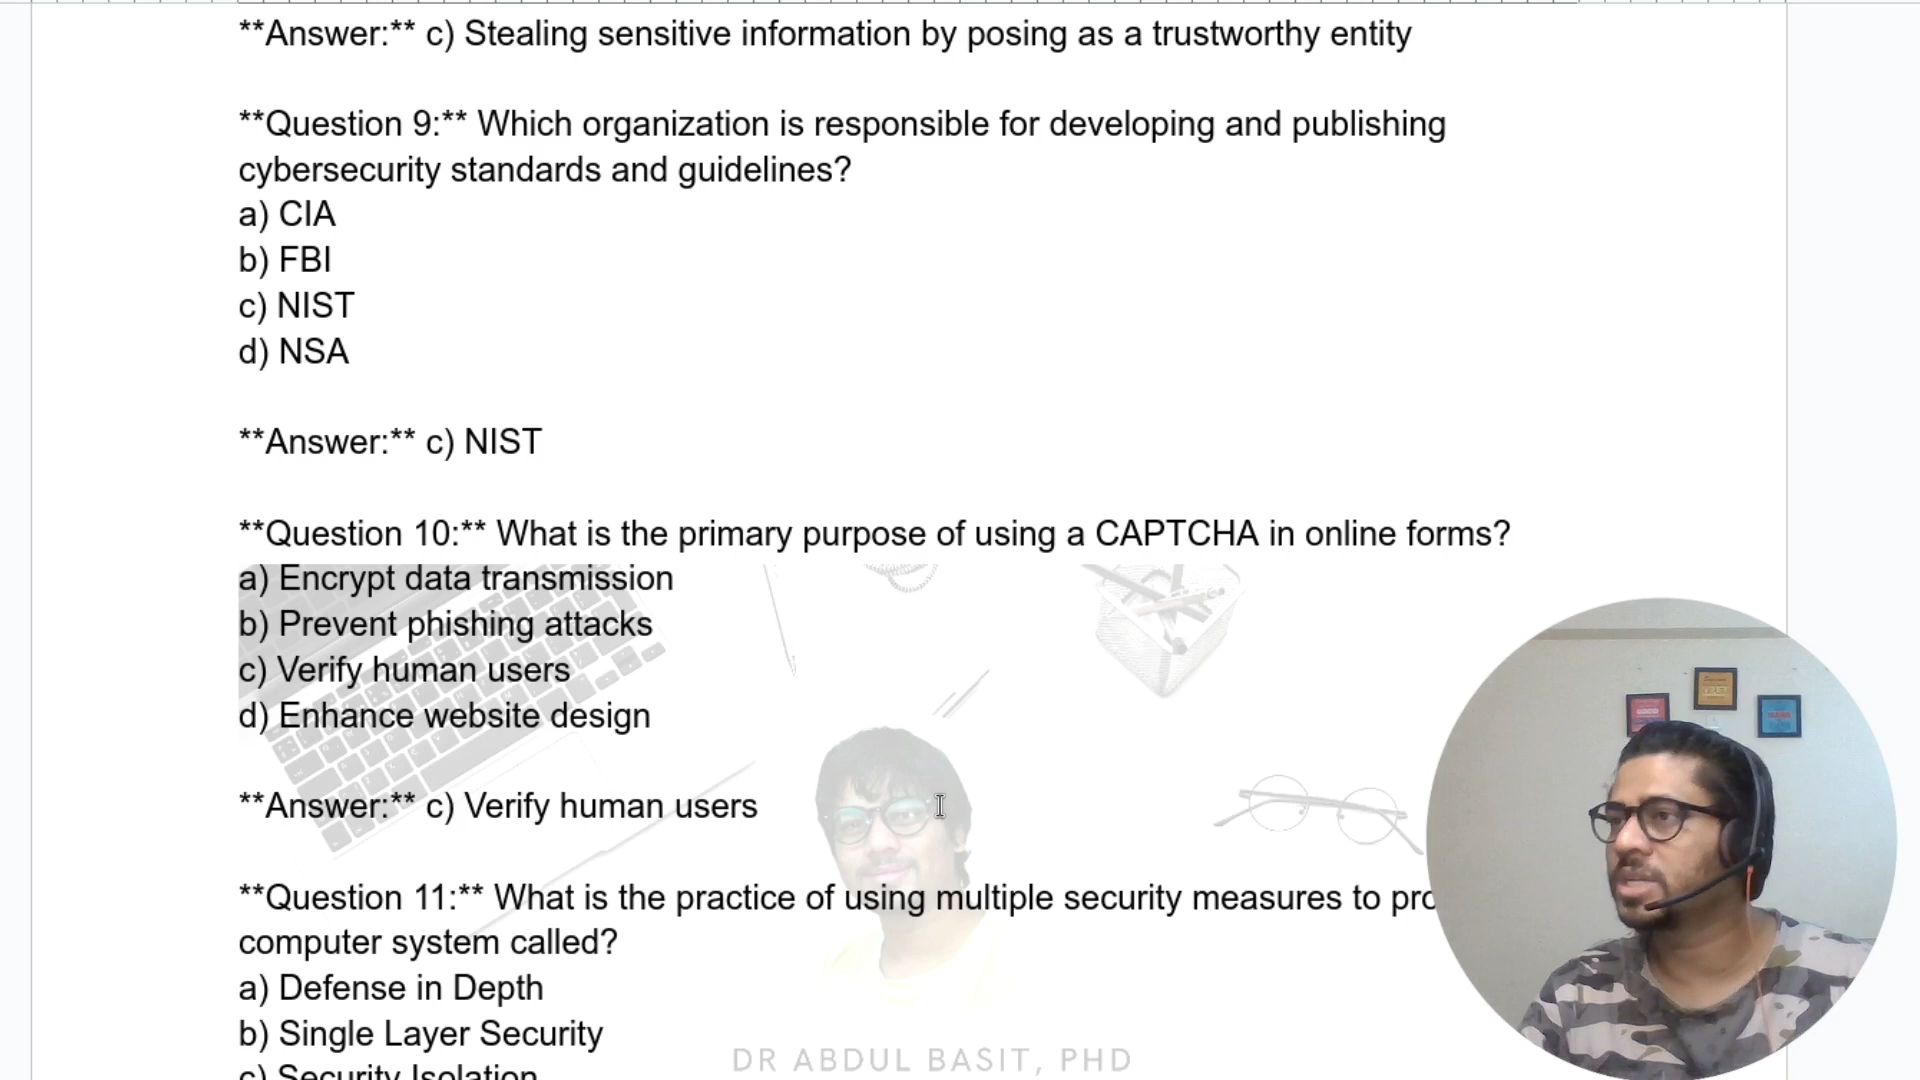 **Answer:** c) Stealing sensitive information by posing as a trustworthy entity
**Question 9:** Which organization is responsible for developing and publishing
cybersecurity standards and guidelines?
a) CIA
b) FBI
c) NIST
d) NSA
**Answer:** c) NIST
**Question 10:** What is the primary purpose of using a CAPTCHA in online forms?
a) Encrypt data transmission
b) Prevent phishing attacks
c) Verify human users
d) Enhance website design
**Answer:** c) Verify human users
**Question 11:** What is the practice of using multiple security measures to pro
computer system called?
a) Defense in Depth
b) Single Layer Security
c) Security Isolation
DR ABDUL BASIT, PHD